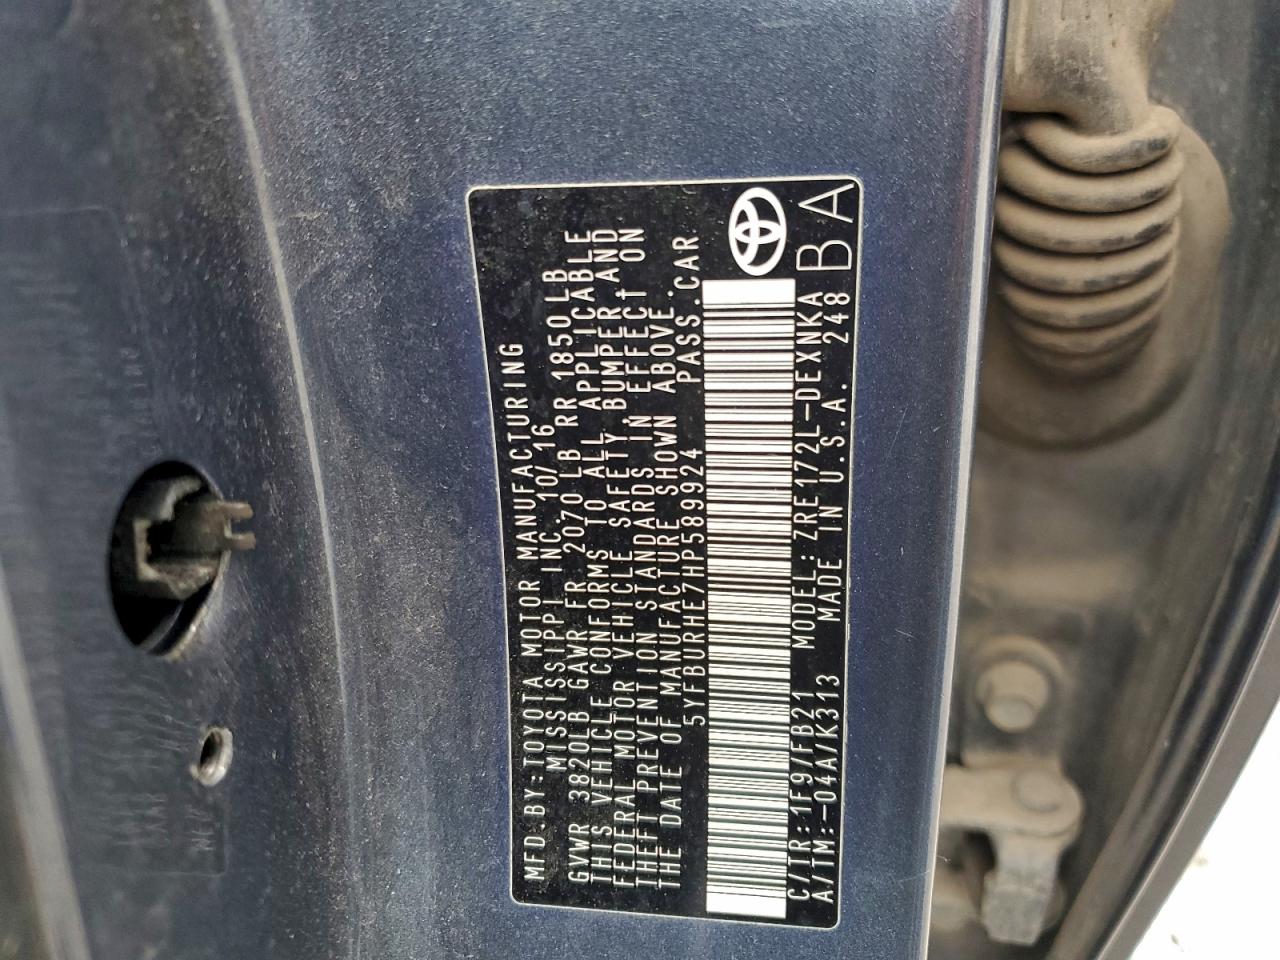 MFD.BY:TOYOTA MOTOR MANUFACTURING
MISSISSIPPI INC. 10/16
GVWR 3820LB GAWR FR 2070 LB RR 1850LB
THIS VEHICLE CONFORMS TO ALL APPLICABLE
FEDERAL MOTOR VEHICLE SAFETY, BUMPER, AND
THEFT PREVENTION STANDARDS IN EFFECT ON
THE DATE OF MANUFACTURE SHOWN ABOVE.
5YFBURHE7HP589924 PASS.CAR
C/TR:1F9/FB21 MODEL:ZRE172L-DEXNKA
A/TM:-04A/K313 MADE IN U.S.A. 248
BA